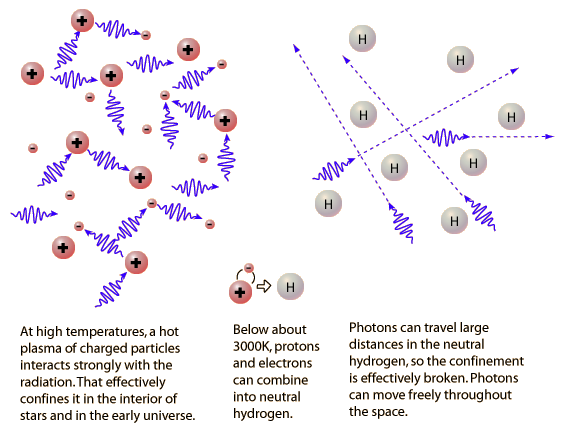 H
H
H
H
H
H
H
H
H
At high temperatures, a hot
plasma of charged particles
interacts strongly with the
radiation. That effectively
confines it in the interior of
stars and in the early universe.
Below about
3000K, protons
and electrons
can combine
into neutral
hydrogen.
Photons can travel large
distances in the neutral
hydrogen, so the confinement
is effectively broken. Photons
can move freely throughout
the space.